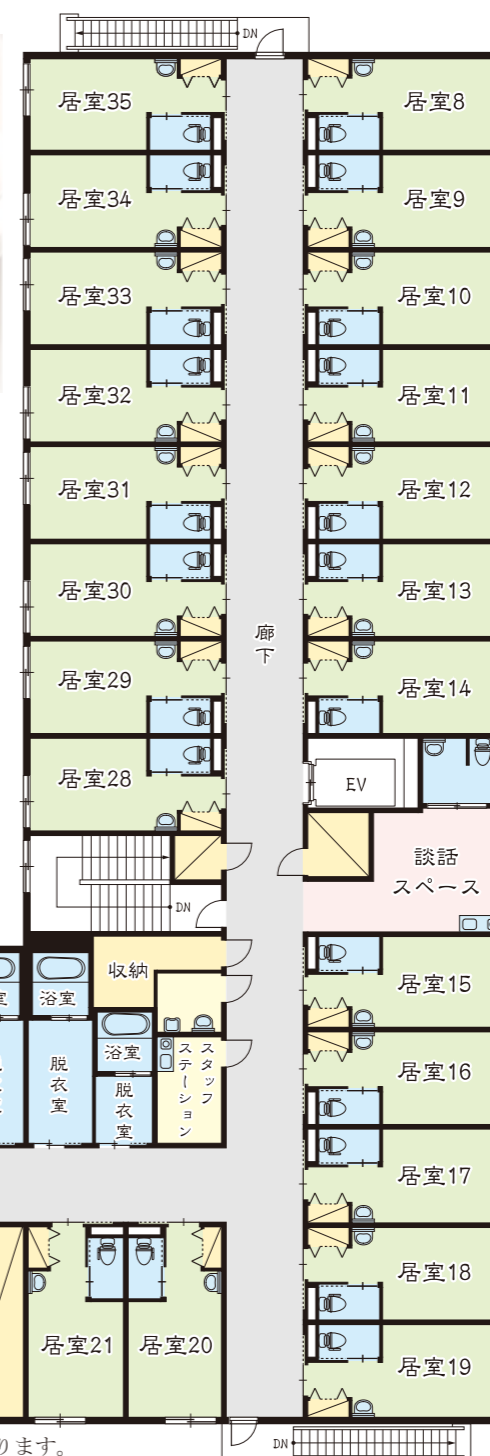 DN
居室35
居室8
居室34
居室9
居室33
居室10
居室32
居室11
居室31
居室12
居室30
居室13
廊下
居室29
居室14
居室28
EV
談話
スペース
DN
収納
居室15
浴室
室
浴室
スタッフ
ステーション
脱衣室
脱衣室
居室16
居室17
居室18
居室21
居室20
居室19
DN
ります。